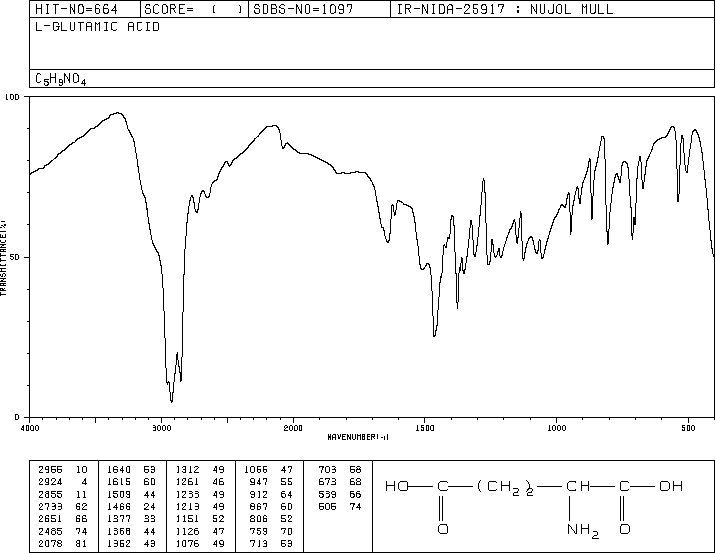 HIT-NO=664 SCORE= ( ) SDBS-NO=1097 IR-NIDA-25917 : NUJOL MULL
L-GLUTAMIC ACID
C5H9NO4
100
TRANSMITTANCE(%)
50
0
4000 3000 2000 1500 1000 500
WAVENUMBER(-1)
2956 10 1640 53 1312 49 1066 47 703 58
2924 4 1615 60 1261 46 947 55 673 68
2855 11 1509 44 1233 49 912 64 539 66
2733 62 1466 24 1213 49 867 60 506 74
2651 66 1377 33 1151 52 806 52
2485 74 1358 44 1126 47 759 70
2078 81 1352 43 1076 49 713 53
HO C (CH2)2 CH C OH
O NH2 O